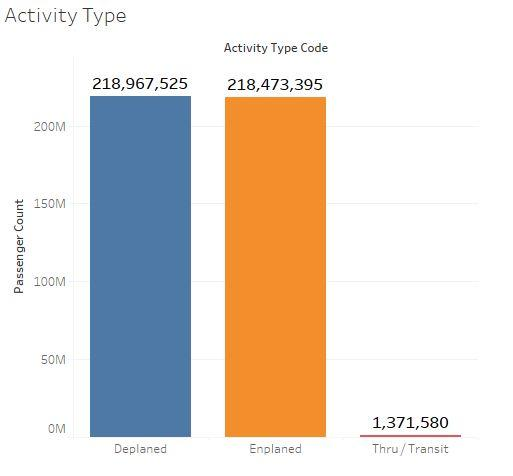 Activity Type
Activity Type Code
218,967,525 218,473,395
200M
150M
Passenger Count
100M
50M
1,371,580
0M
Deplaned Enplaned Thru / Transit